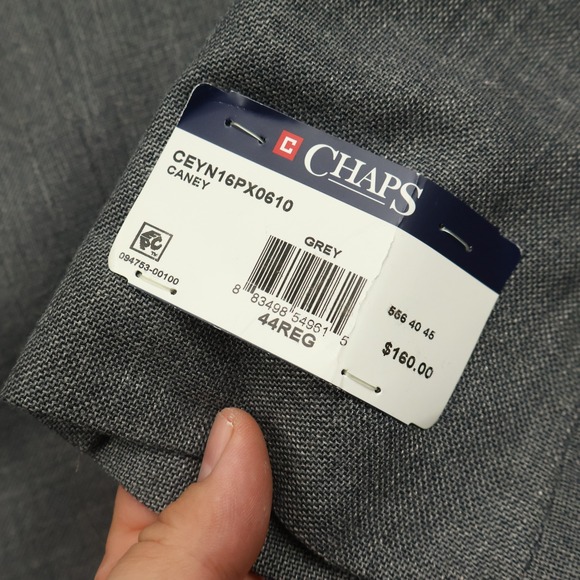 C CHAPS
CEYN16PX0610
CANEY
GREY
094753-00100
8 83498 54961 5
44REG
566 40 45
$160.00